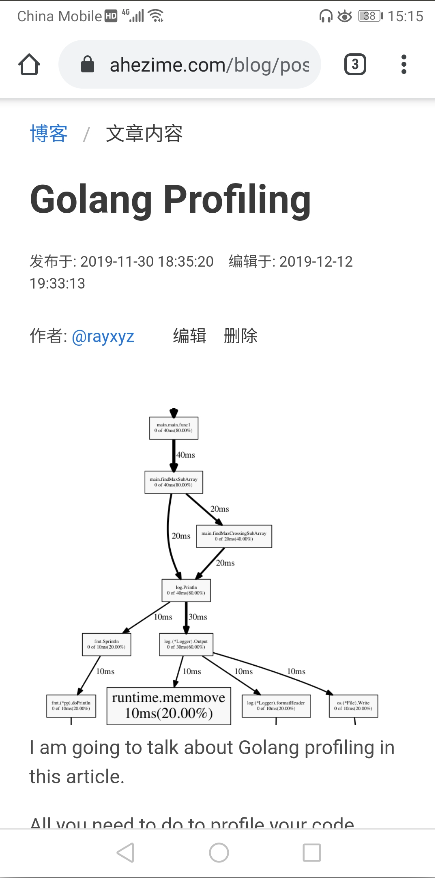 China Mobile HD 4G 38 15:15
ahezime.com/blog/pos
3
博客 / 文章内容
Golang Profiling
发布于: 2019-11-30 18:35:20 编辑于: 2019-12-12
19:33:13
作者: @rayxyz 编辑 删除
main.main.func1
0 of 40ms(80.00%)
40ms
main.findMaxSubArray
0 of 40ms(80.00%)
20ms
main.findMaxCrossingSubArray
0 of 20ms(40.00%)
20ms
20ms
log.Println
0 of 40ms(80.00%)
10ms
30ms
fmt.Sprintln
0 of 10ms(20.00%)
log.(*Logger).Output
0 of 30ms(60.00%)
10ms
10ms
10ms
10ms
fmt.(*pp).doPrintln
0 of 10ms(20.00%)
runtime.memmove
10ms(20.00%)
log.(*Logger).formatHeader
0 of 10ms(20.00%)
os.(*File).Write
0 of 10ms(20.00%)
I am going to talk about Golang profiling in
this article.
All you need to do to profile your code